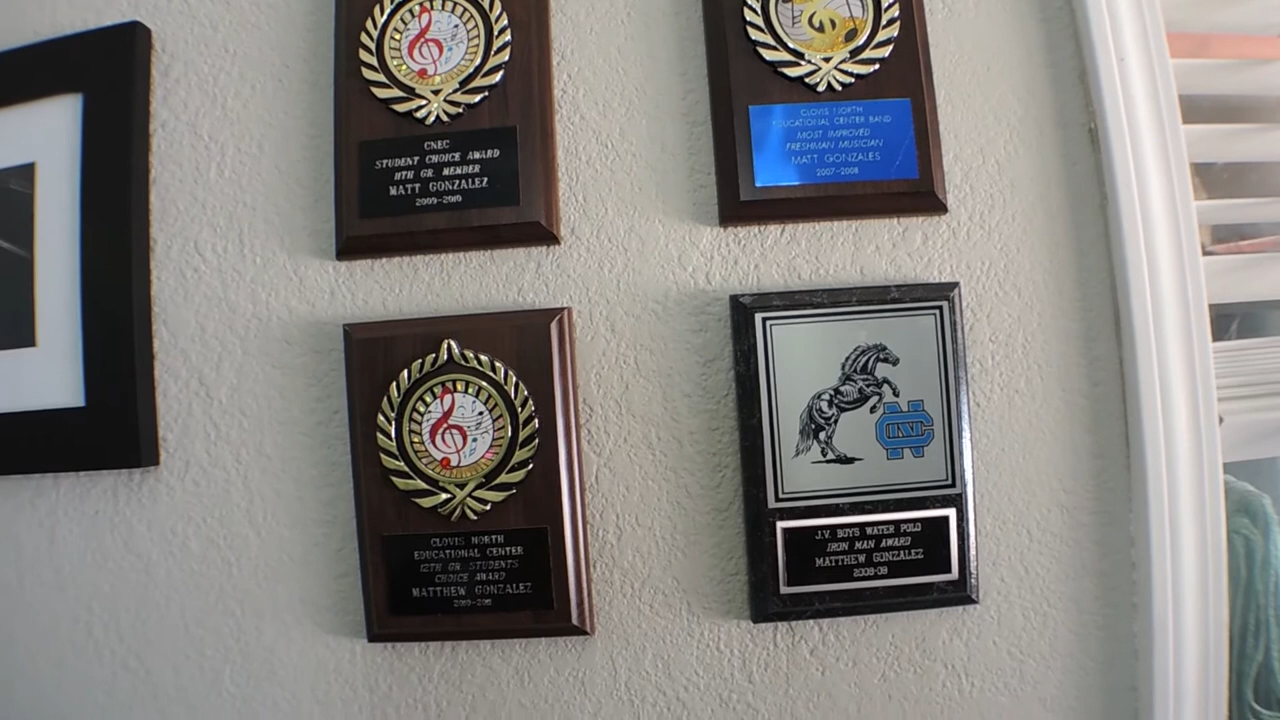 CNEC
STUDENT CHOICE AWARD
11TH GR. MEMBER
MATT GONZALEZ
2009-2010
CLOVIS NORTH
EDUCATIONAL CENTER BAND
MOST IMPROVED
FRESHMAN MUSICIAN
MATT GONZALES
2007-2008
CLOVIS NORTH
EDUCATIONAL CENTER
12TH GR. STUDENTS
CHOICE AWARD
MATTHEW GONZALEZ
2010-2011
CN
J.V. BOYS WATER POLO
IRON MAN AWARD
MATTHEW GONZALEZ
2008-09